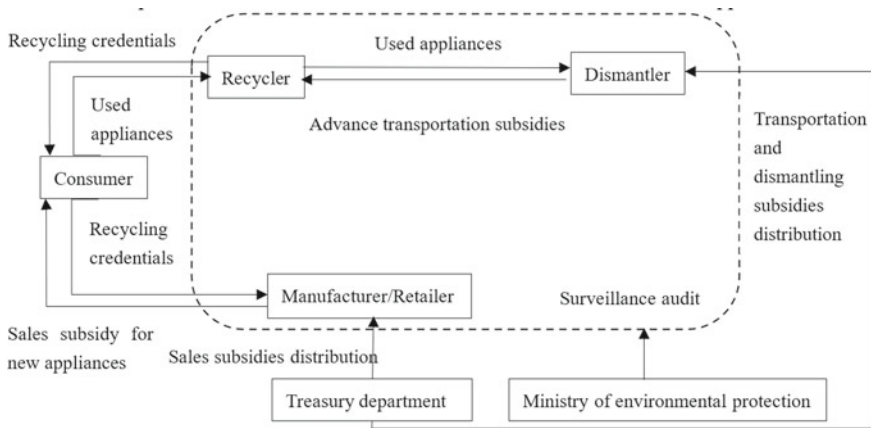 Recycling credentials
Used appliances
Recycler
Dismantler
Used
appliances
Advance transportation subsidies
Transportation
and
dismantling
subsidies
distribution
Consumer
Recycling
credentials
Manufacturer/Retailer
Surveillance audit
Sales subsidy for
new appliances
Sales subsidies distribution
Treasury department
Ministry of environmental protection